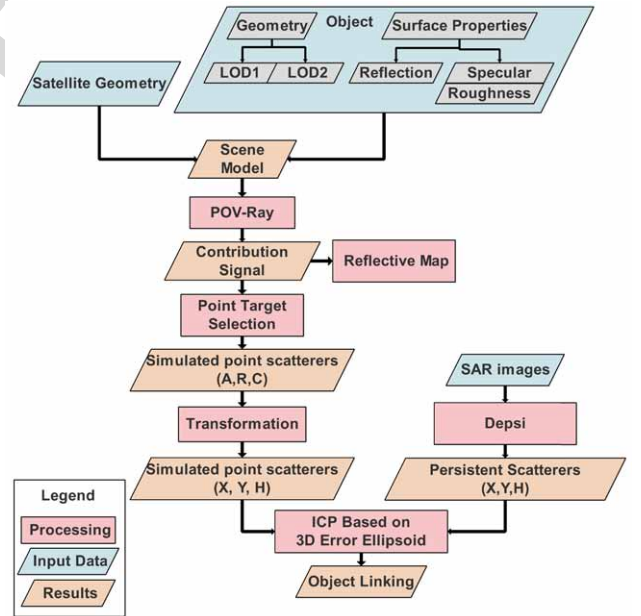 Object
Geometry
Surface Properties
LOD1
LOD2
Reflection
Specular
Roughness
Satellite Geometry
Scene
Model
POV-Ray
Contribution
Signal
Reflective Map
Point Target
Selection
Simulated point scatterers
(A,R,C)
SAR images
Transformation
Depsi
Simulated point scatterers
(X, Y, H)
Persistent Scatterers
(X,Y,H)
ICP Based on
3D Error Ellipsoid
Object Linking
Legend
Processing
Input Data
Results